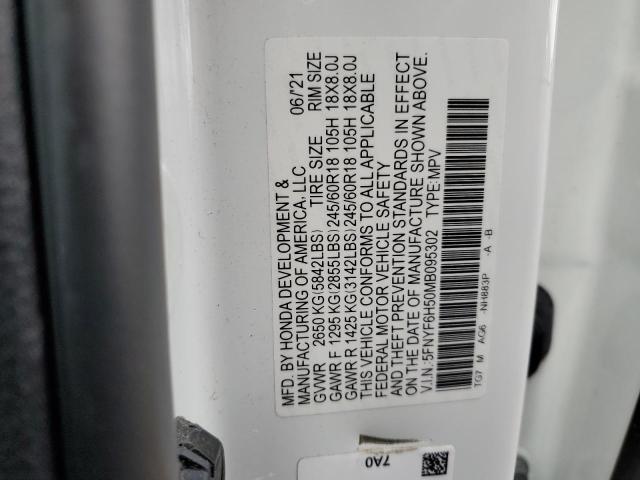 MFD. BY HONDA DEVELOPMENT & 06/'21
MANUFACTURING OF AMERICA, LLC
GVWR 2650 KG(5842LBS) TIRE SIZE RIM SIZE
GAWR F 1295 KG(2855LBS)245/60R18 105H 18X8.0J
GAWR R 1425 KG(3142LBS)245/60R18 105H 18X8.0J
THIS VEHICLE CONFORMS TO ALL APPLICABLE
FEDERAL MOTOR VEHICLE SAFETY
AND THEFT PREVENTION STANDARDS IN EFFECT
ON THE DATE OF MANUFACTURE SHOWN ABOVE.
V.I.N.:5FNYF6H50MB095302 TYPE:MPV
TG7 M AG6 -NH883P -A -B
7A0